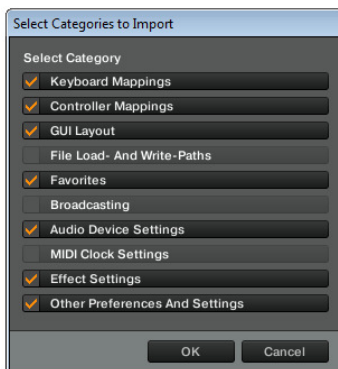 Select Categories to Import
Select Category
Keyboard Mappings
Controller Mappings
GUI Layout
File Load- And Write-Paths
Favorites
Broadcasting
Audio Device Settings
MIDI Clock Settings
Effect Settings
Other Preferences And Settings
OK Cancel